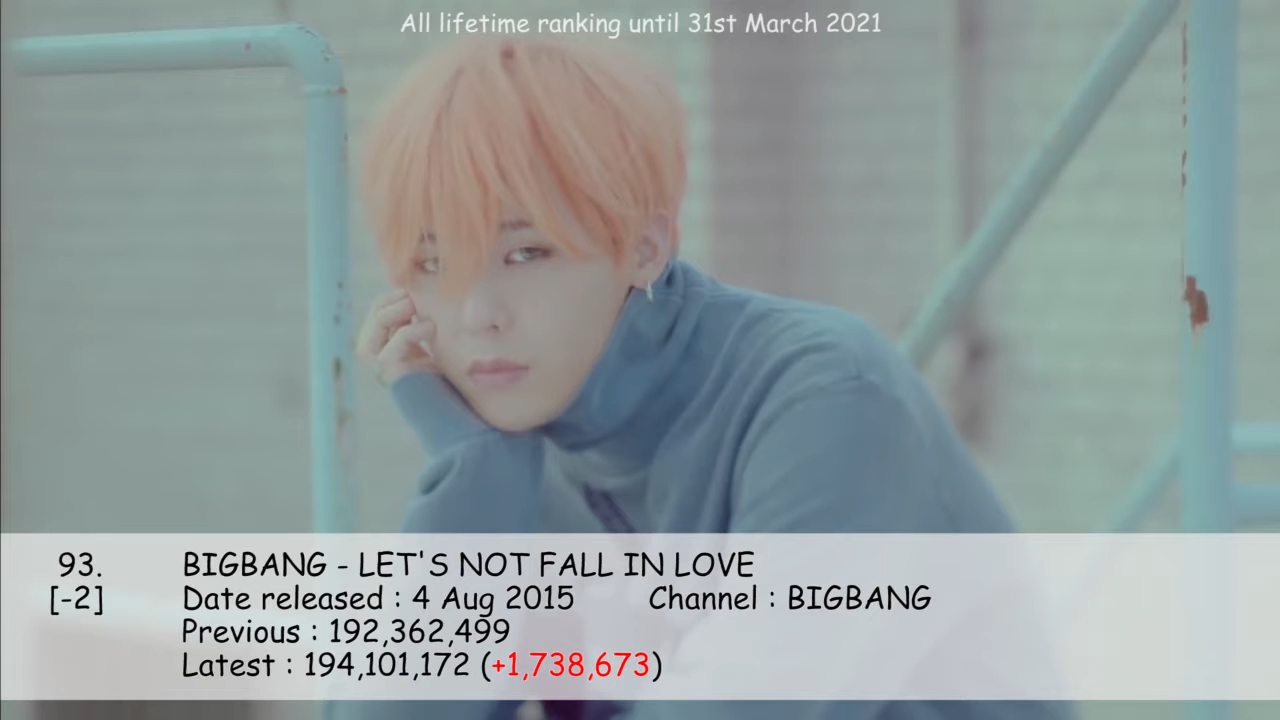 All lifetime ranking until 31st March 2021
93. BIGBANG - LET'S NOT FALL IN LOVE
[-2] Date released : 4 Aug 2015 Channel : BIGBANG
Previous : 192,362,499
Latest : 194,101,172 (+1,738,673)